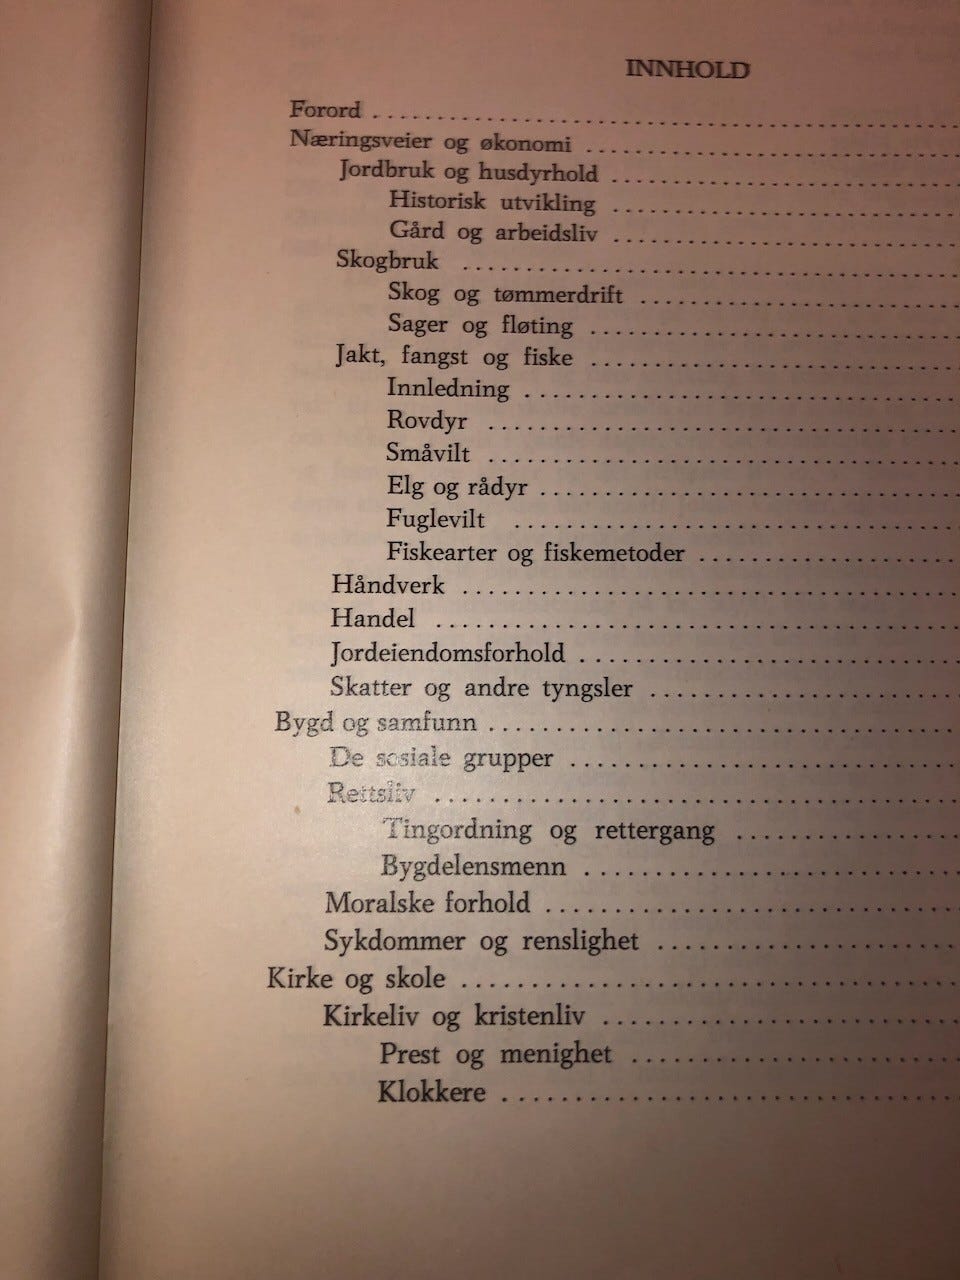 INNHOLD
Forord
Næringsveier og økonomi
Jordbruk og husdyrhold
Historisk utvikling
Gård og arbeidsliv
Skogbruk
Skog og tømmerdrift
Sager og fløting
Jakt, fangst og fiske
Innledning
Rovdyr
Småvilt
Elg og rådyr
Fuglevilt
Fiskearter og fiskemetoder
Håndverk
Handel
Jordeiendomsforhold
Skatter og andre tyngsler
Bygd og samfunn
De sosiale grupper
Rettsliv
Tingordning og rettergang
Bygdelensmenn
Moralske forhold
Sykdommer og renslighet
Kirke og skole
Kirkeliv og kristenliv
Prest og menighet
Klokkere